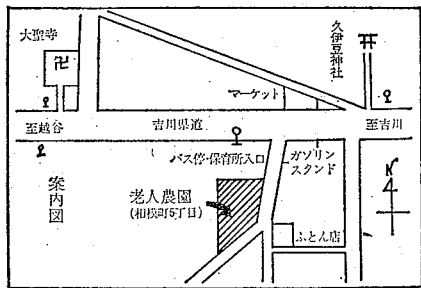 大聖寺
卍
久伊豆神社
マーケット
至越谷
吉川県道
至吉川
バス停・保育所入口
ガソリン
スタンド
案内図
老人農園
(相模町5丁目)
ふとん店
N